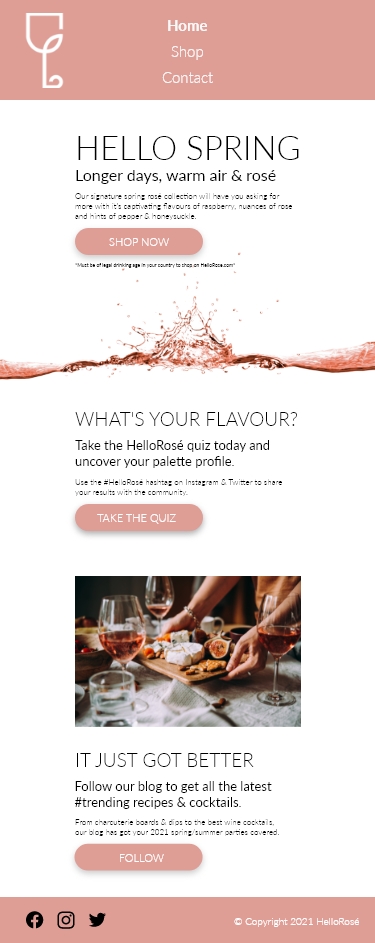 Home
Shop
Contact
HELLO SPRING
Longer days, warm air & rosé
Our signature spring rose collection will have you asking for
more with it's captivating flavours of raspberry, nuances of rose
and hints of pepper & honeysuckle.
SHOP NOW
*Must be of legal drinking age in your country to shop on HelloRose.com*
WHAT'S YOUR FLAVOUR?
Take the HelloRosé quiz today and
uncover your palette profile.
Use the #HelloRosé hashtag on Instagram & Twitter to share
your results with the community.
TAKE THE QUIZ
IT JUST GOT BETTER
Follow our blog to get all the latest
#trending recipes & cocktails.
From charcuterie boards & dips to the best wine cocktails,
our blog has got your 2021 spring/summer parties covered.
FOLLOW
© Copyright 2021 HelloRosé